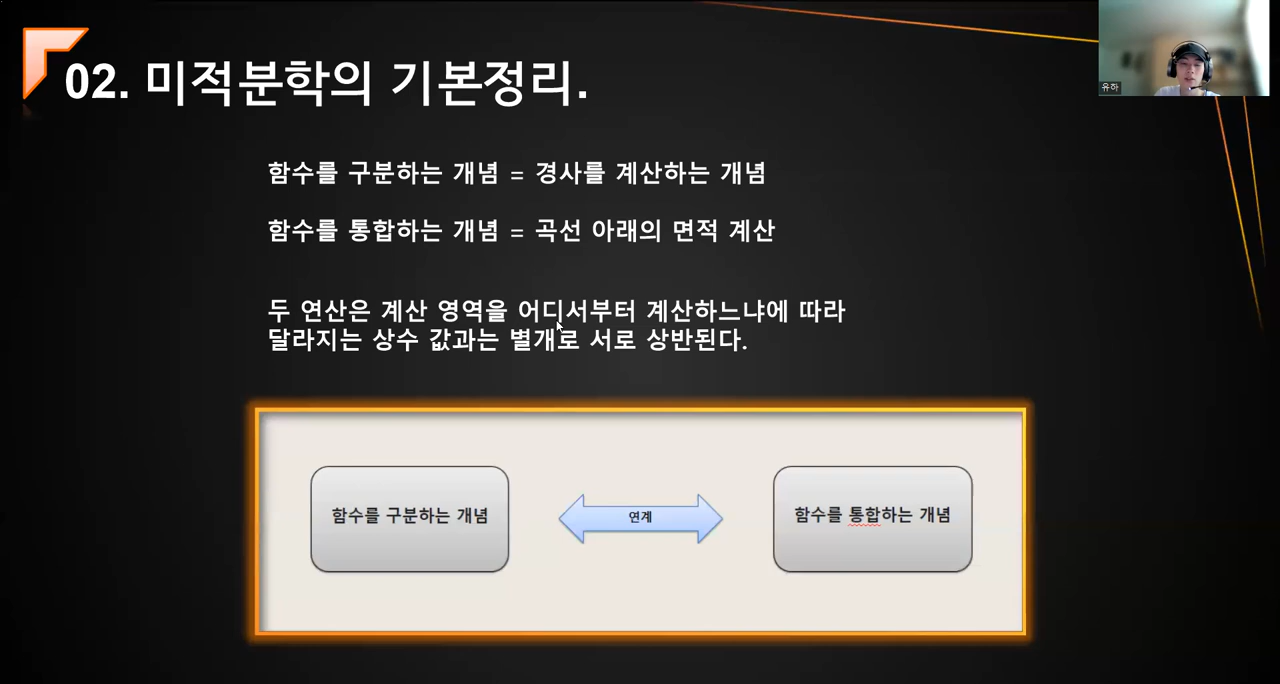 02. 미적분학의 기본정리.
유하
함수를 구분하는 개념 = 경사를 계산하는 개념
함수를 통합하는 개념 = 곡선 아래의 면적 계산
두 연산은 계산 영역을 어디서부터 계산하느냐에 따라
달라지는 상수 값과는 별개로 서로 상반된다.
함수를 구분하는 개념
연계
함수를 통합하는 개념